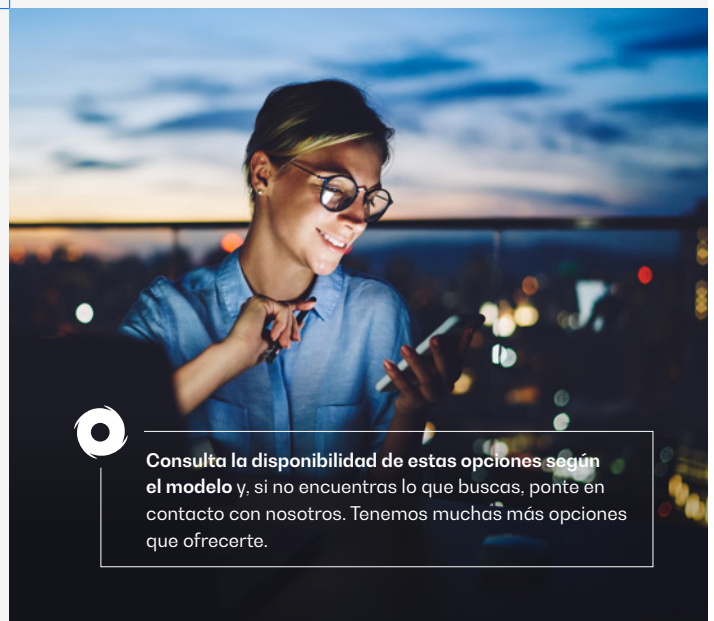 Consulta la disponibilidad de estas opciones según
el modelo y, si no encuentras lo que buscas, ponte en
contacto con nosotros. Tenemos muchas más opciones
que ofrecerte.